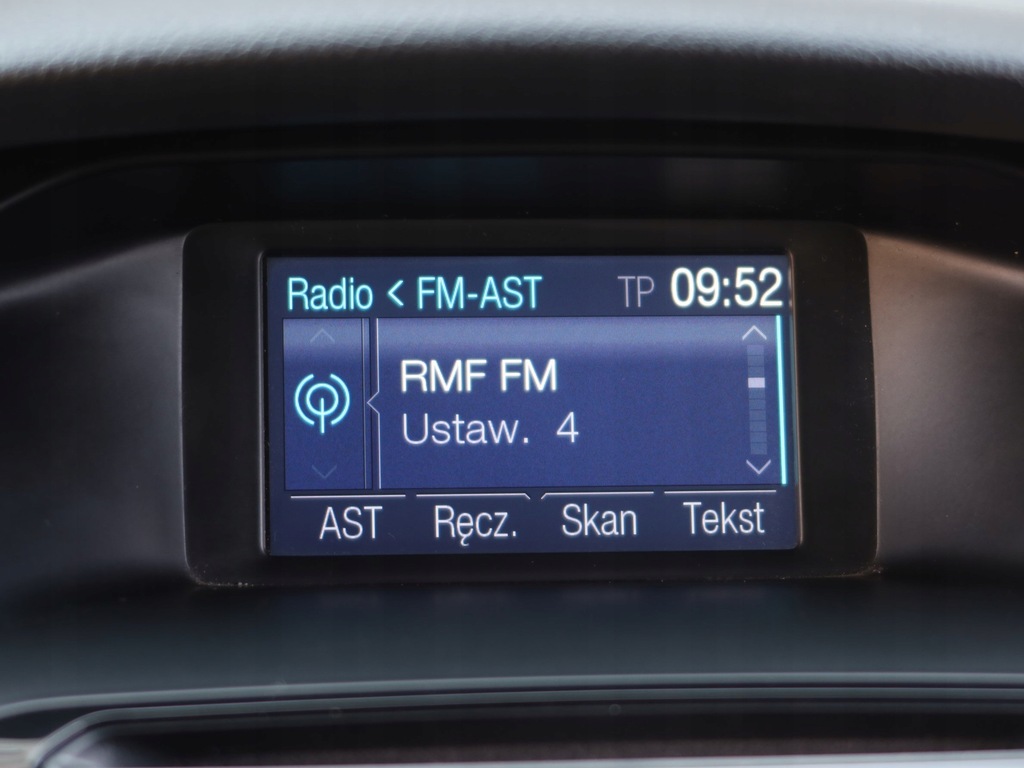 Radio < FM-AST TP 09:52
RMF FM
Ustaw. 4
AST Ręcz. Skan Tekst